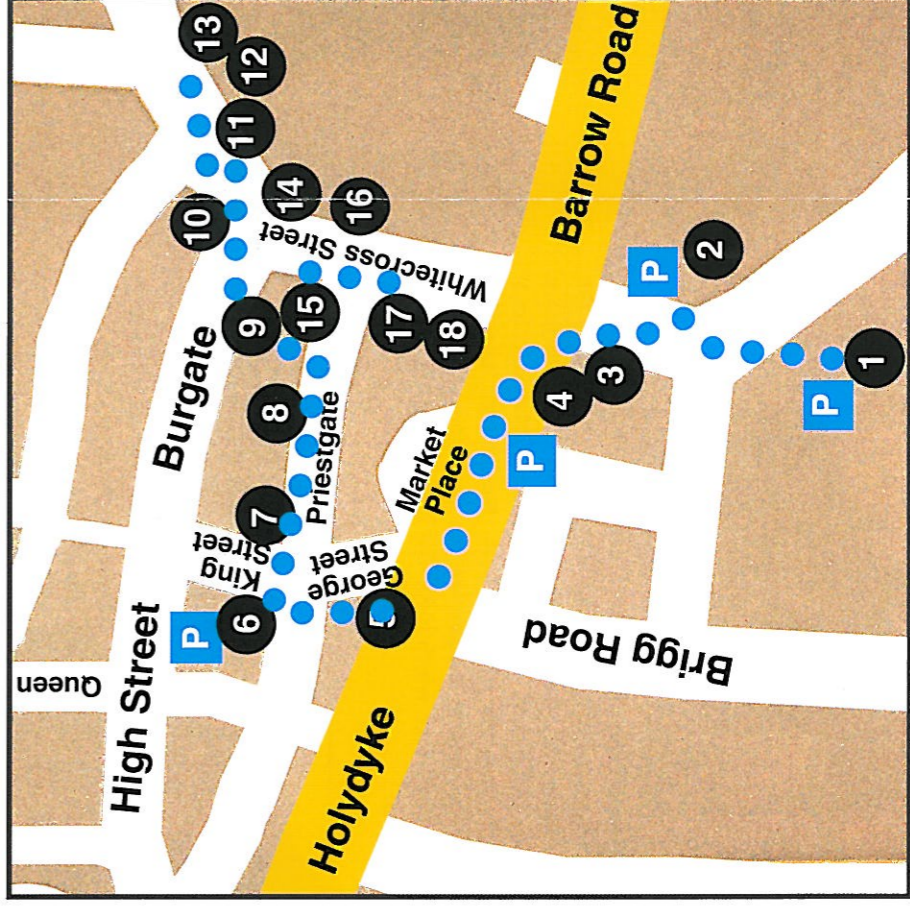 Queen
High Street
Burgate
King
Street
Priestgate
George
Street
Whitecross Street
Market
Place
Holydyke
Barrow Road
Brigg Road
P
P
P
P
1
2
3
4
5
6
7
8
9
10
11
12
13
14
15
16
17
18